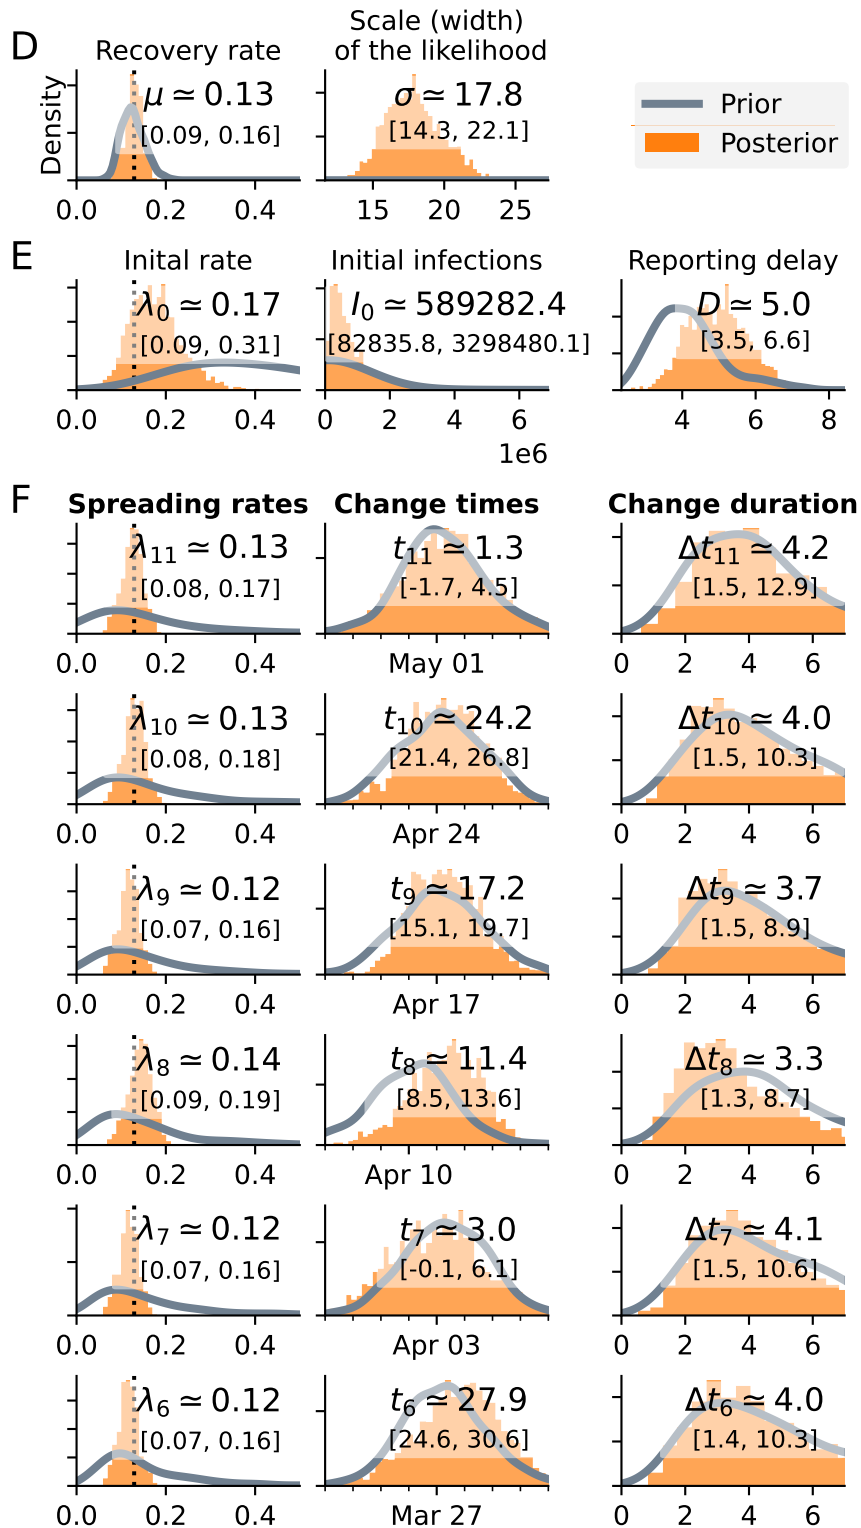 D
Recovery rate
Scale (width)
of the likelihood
Density
μ ≃ 0.13
[0.09, 0.16]
σ ≃ 17.8
[14.3, 22.1]
Prior
Posterior
0.0 0.2 0.4
15 20 25
E
Inital rate
Initial infections
Reporting delay
λ0 ≃ 0.17
[0.09, 0.31]
I0 ≃ 589282.4
[82835.8, 3298480.1]
D ≃ 5.0
[3.5, 6.6]
0.0 0.2 0.4
0 2 4 6
1e6
4 6 8
F
Spreading rates
Change times
Change duration
λ11 ≃ 0.13
[0.08, 0.17]
t11 ≃ 1.3
[-1.7, 4.5]
Δt11 ≃ 4.2
[1.5, 12.9]
0.0 0.2 0.4
May 01
0 2 4 6
λ10 ≃ 0.13
[0.08, 0.18]
t10 ≃ 24.2
[21.4, 26.8]
Δt10 ≃ 4.0
[1.5, 10.3]
0.0 0.2 0.4
Apr 24
0 2 4 6
λ9 ≃ 0.12
[0.07, 0.16]
t9 ≃ 17.2
[15.1, 19.7]
Δt9 ≃ 3.7
[1.5, 8.9]
0.0 0.2 0.4
Apr 17
0 2 4 6
λ8 ≃ 0.14
[0.09, 0.19]
t8 ≃ 11.4
[8.5, 13.6]
Δt8 ≃ 3.3
[1.3, 8.7]
0.0 0.2 0.4
Apr 10
0 2 4 6
λ7 ≃ 0.12
[0.07, 0.16]
t7 ≃ 3.0
[-0.1, 6.1]
Δt7 ≃ 4.1
[1.5, 10.6]
0.0 0.2 0.4
Apr 03
0 2 4 6
λ6 ≃ 0.12
[0.07, 0.16]
t6 ≃ 27.9
[24.6, 30.6]
Δt6 ≃ 4.0
[1.4, 10.3]
0.0 0.2 0.4
Mar 27
0 2 4 6